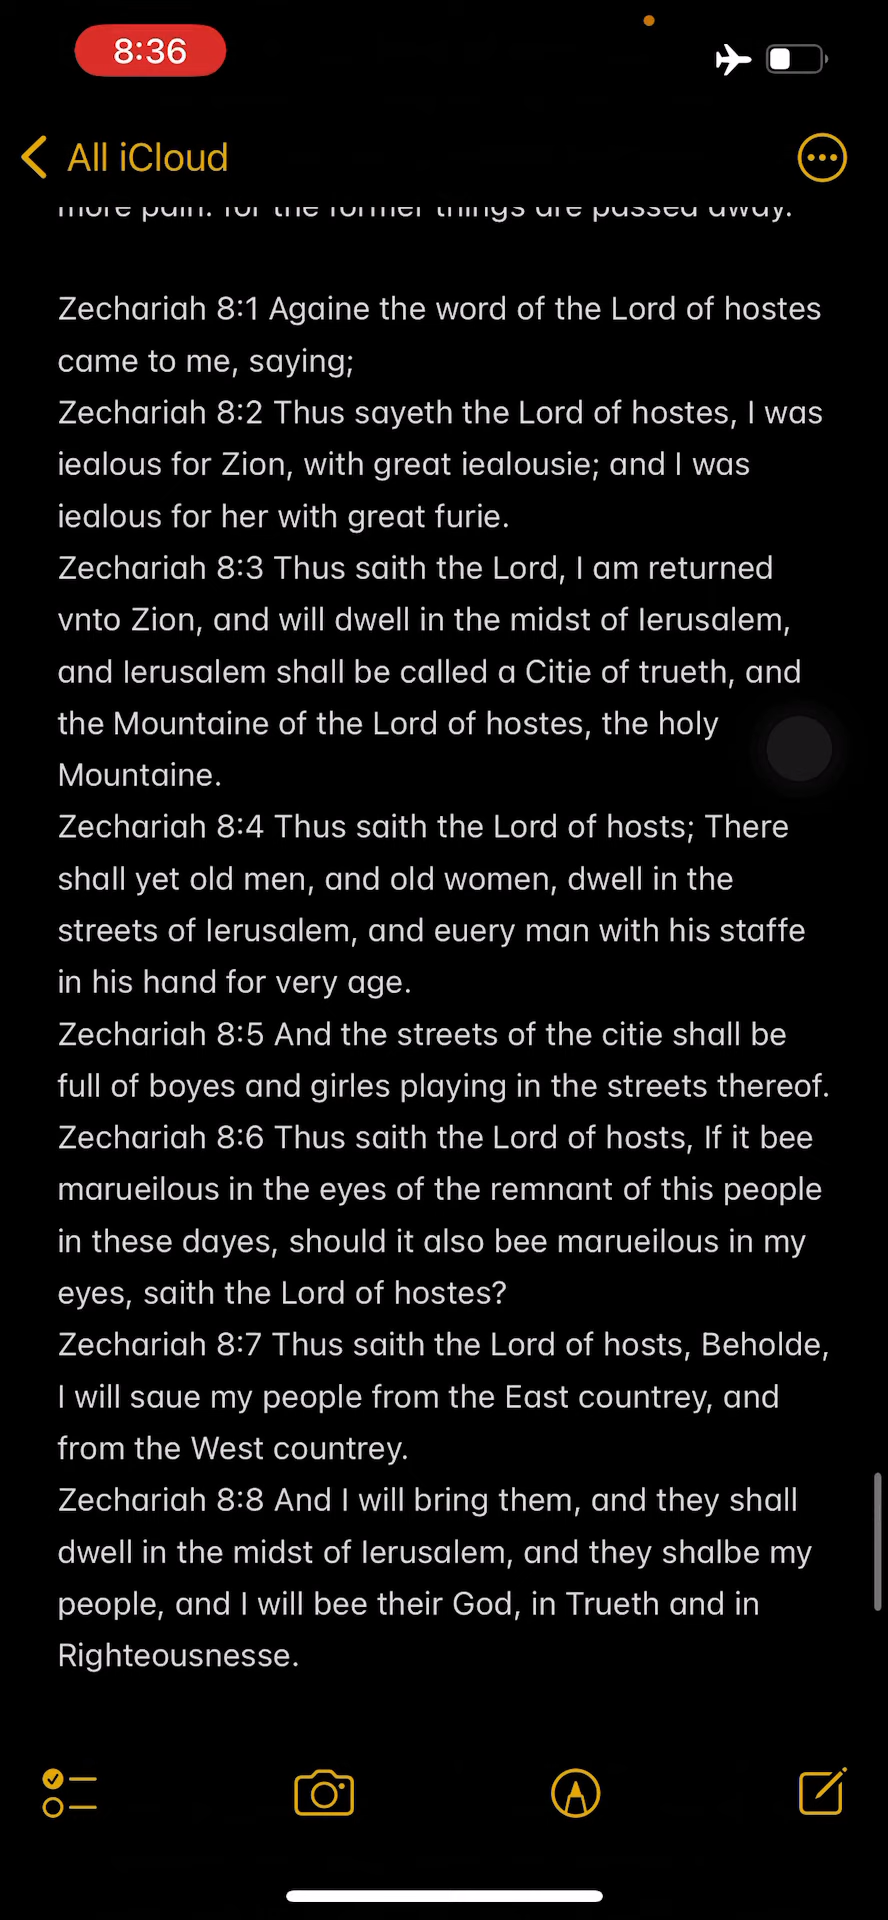 8:36
All iCloud
more pain: for the former things are passed away.
Zechariah 8:1 Againe the word of the Lord of hostes
came to me, saying;
Zechariah 8:2 Thus sayeth the Lord of hostes, I was
iealous for Zion, with great iealousie; and I was
iealous for her with great furie.
Zechariah 8:3 Thus saith the Lord, I am returned
vnto Zion, and will dwell in the midst of Ierusalem,
and Ierusalem shall be called a Citie of trueth, and
the Mountaine of the Lord of hostes, the holy
Mountaine.
Zechariah 8:4 Thus saith the Lord of hosts; There
shall yet old men, and old women, dwell in the
streets of Ierusalem, and euery man with his staffe
in his hand for very age.
Zechariah 8:5 And the streets of the citie shall be
full of boyes and girles playing in the streets thereof.
Zechariah 8:6 Thus saith the Lord of hosts, If it bee
marueilous in the eyes of the remnant of this people
in these dayes, should it also bee marueilous in my
eyes, saith the Lord of hostes?
Zechariah 8:7 Thus saith the Lord of hosts, Beholde,
I will saue my people from the East countrey, and
from the West countrey.
Zechariah 8:8 And I will bring them, and they shall
dwell in the midst of Ierusalem, and they shalbe my
people, and I will bee their God, in Trueth and in
Righteousnesse.